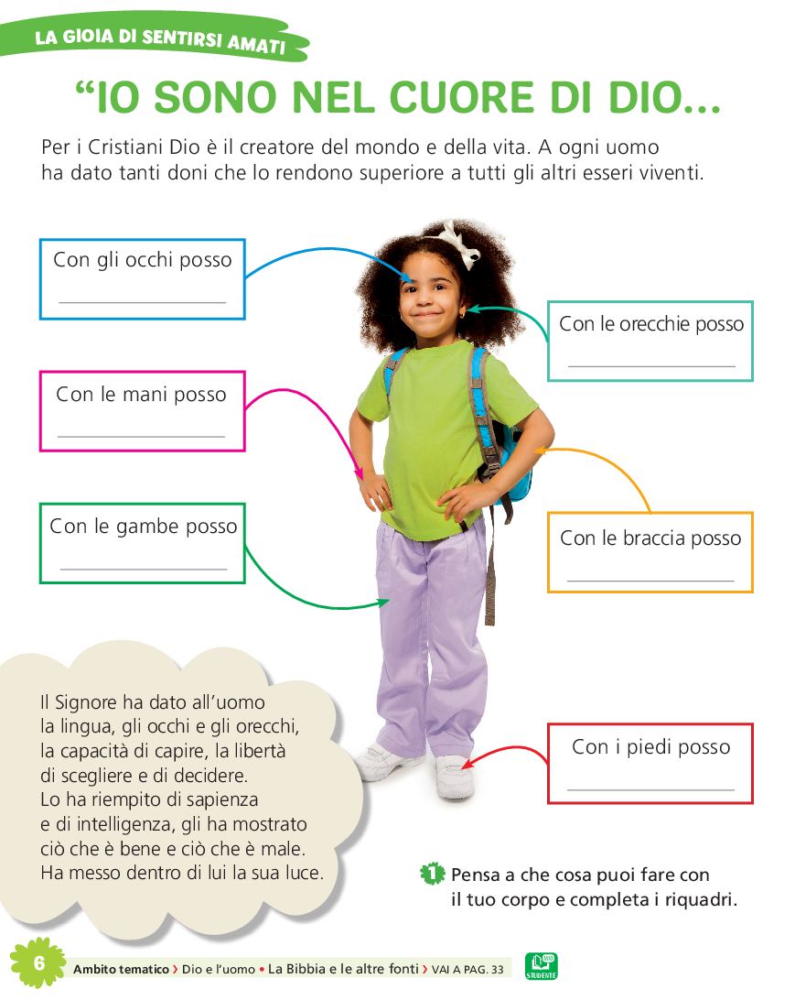 LA GIOIA DI SENTIRSI AMATI
“IO SONO NEL CUORE DI DIO...
Per i Cristiani Dio è il creatore del mondo e della vita. A ogni uomo
ha dato tanti doni che lo rendono superiore a tutti gli altri esseri viventi.
Con gli occhi posso
Con le orecchie posso
Con le mani posso
Con le gambe posso
Con le braccia posso
Con i piedi posso
Il Signore ha dato all’uomo
la lingua, gli occhi e gli orecchi,
la capacità di capire, la libertà
di scegliere e di decidere.
Lo ha riempito di sapienza
e di intelligenza, gli ha mostrato
ciò che è bene e ciò che è male.
Ha messo dentro di lui la sua luce.
1 Pensa a che cosa puoi fare con
il tuo corpo e completa i riquadri.
6
Ambito tematico › Dio e l’uomo • La Bibbia e le altre fonti › VAI A PAG. 33
STUDENTE